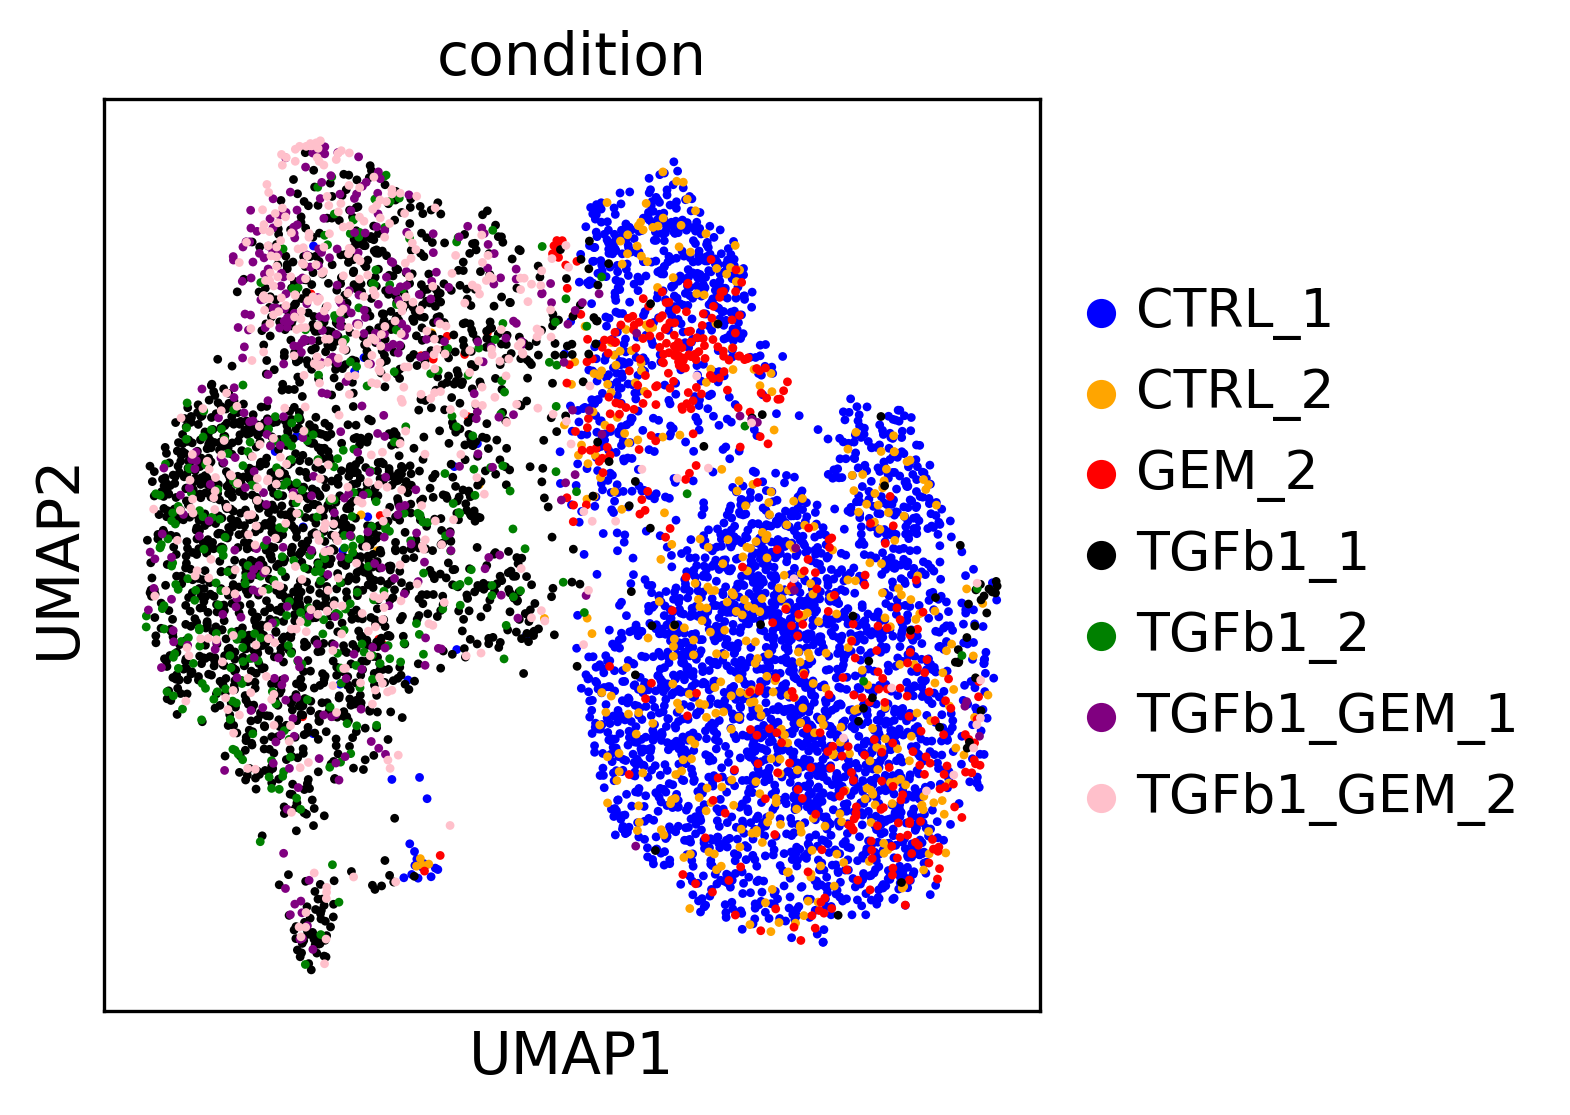 condition
UMAP2
UMAP1
CTRL_1
CTRL_2
GEM_2
TGFb1_1
TGFb1_2
TGFb1_GEM_1
TGFb1_GEM_2